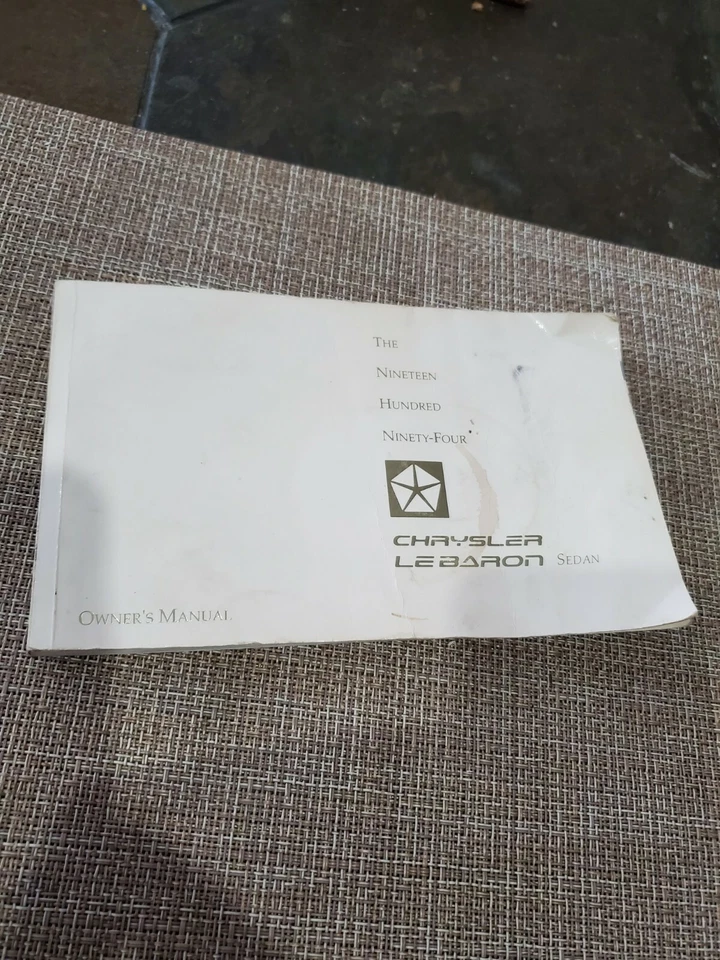 The
Nineteen
Hundred
Ninety-Four
CHRYSLER
LEBARON Sedan
Owner's Manual